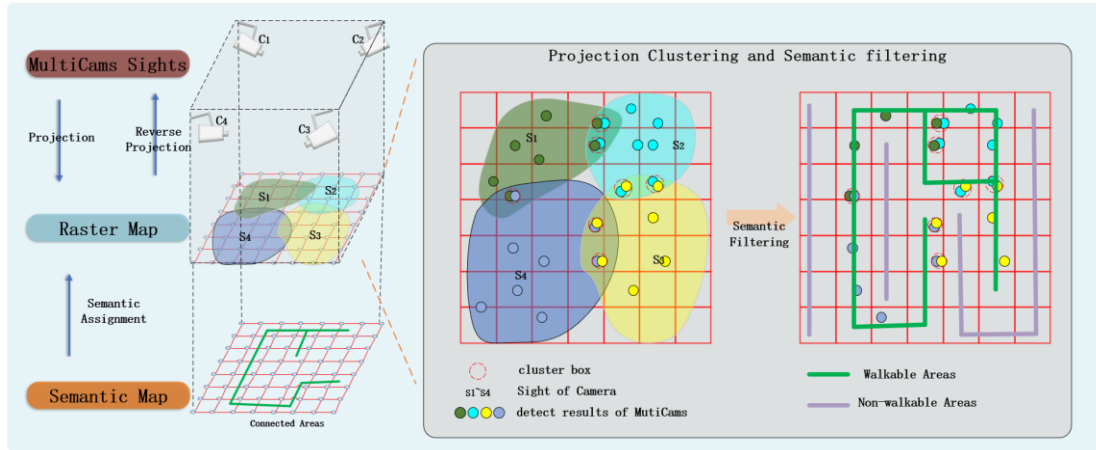 MultiCams Sights
Projection
Reverse
Projection
Raster Map
Semantic
Assignment
Semantic Map
C1
C2
C4
C3
S1
S2
S4
S3
Connected Areas
Projection Clustering and Semantic filtering
S1
S2
S4
S3
Semantic
Filtering
cluster box
S1~S4 Sight of Camera
detect results of MutiCams
Walkable Areas
Non-walkable Areas